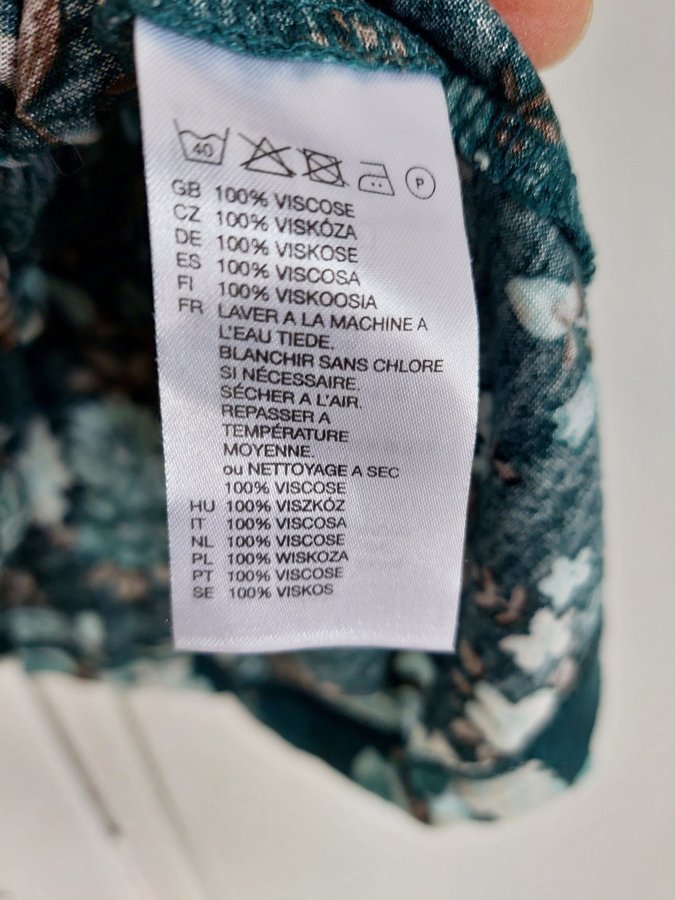 40 P
GB 100% VISCOSE
CZ 100% VISKÓZA
DE 100% VISKOSE
ES 100% VISCOSA
FI 100% VISKOOSIA
FR LAVER A LA MACHINE A
L'EAU TIEDE.
BLANCHIR SANS CHLORE
SI NÉCESSAIRE.
SÉCHER A L'AIR.
REPASSER A
TEMPÉRATURE
MOYENNE.
ou NETTOYAGE A SEC
100% VISCOSE
HU 100% VISZKÓZ
IT 100% VISCOSA
NL 100% VISCOSE
PL 100% WISKOZA
PT 100% VISCOSE
SE 100% VISKOS